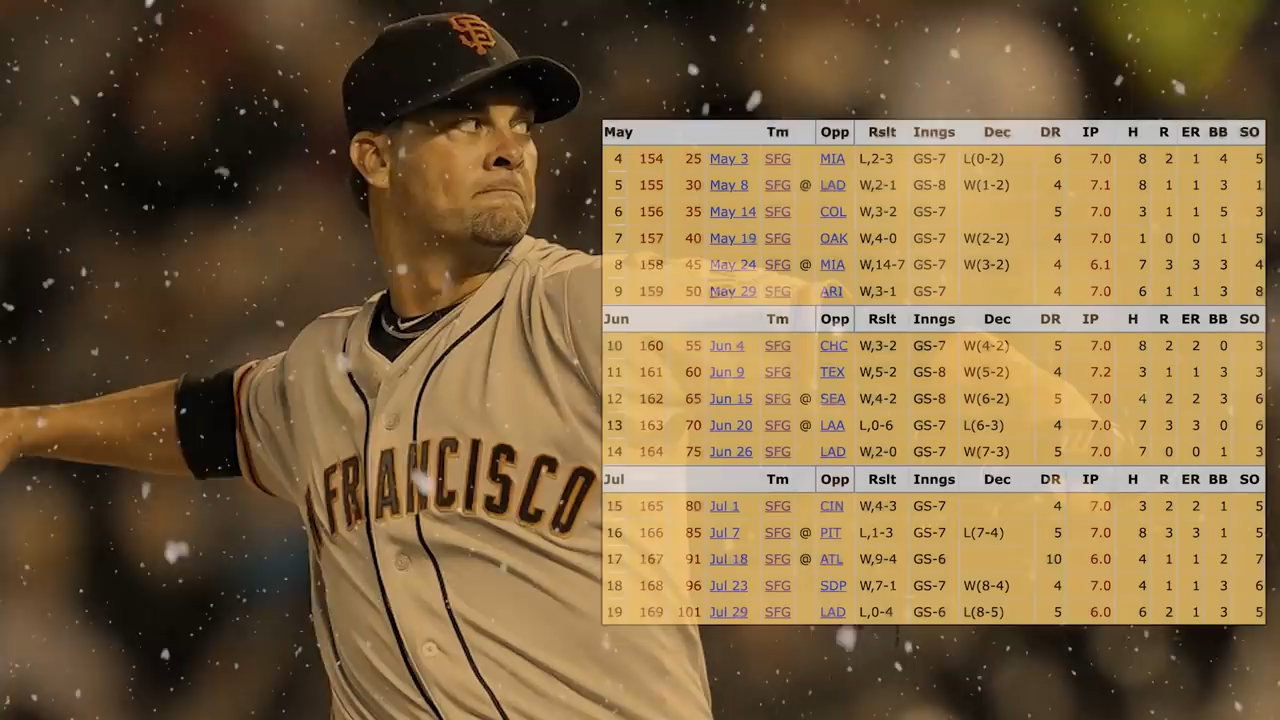 SF
FRANCISCO
May Tm Opp Rslt Inngs Dec DR IP H R ER BB SO
4 154 25 May 3 SFG MIA L,2-3 GS-7 L(0-2) 6 7.0 8 2 1 4 5
5 155 30 May 8 SFG @ LAD W,2-1 GS-8 W(1-2) 4 7.1 8 1 1 3 1
6 156 35 May 14 SFG COL W,3-2 GS-7 5 7.0 3 1 1 5 3
7 157 40 May 19 SFG OAK W,4-0 GS-7 W(2-2) 4 7.0 1 0 0 1 5
8 158 45 May 24 SFG @ MIA W,14-7 GS-7 W(3-2) 4 6.1 7 3 3 3 4
9 159 50 May 29 SFG ARI W,3-1 GS-7 4 7.0 6 1 1 3 8
Jun Tm Opp Rslt Inngs Dec DR IP H R ER BB SO
10 160 55 Jun 4 SFG CHC W,3-2 GS-7 W(4-2) 5 7.0 8 2 2 0 3
11 161 60 Jun 9 SFG TEX W,5-2 GS-8 W(5-2) 4 7.2 3 1 1 3 3
12 162 65 Jun 15 SFG @ SEA W,4-2 GS-8 W(6-2) 5 7.0 4 2 2 3 6
13 163 70 Jun 20 SFG @ LAA L,0-6 GS-7 L(6-3) 4 7.0 7 3 3 0 6
14 164 75 Jun 26 SFG LAD W,2-0 GS-7 W(7-3) 5 7.0 7 0 0 1 3
Jul Tm Opp Rslt Inngs Dec DR IP H R ER BB SO
15 165 80 Jul 1 SFG CIN W,4-3 GS-7 4 7.0 3 2 2 1 5
16 166 85 Jul 7 SFG @ PIT L,1-3 GS-7 L(7-4) 5 7.0 8 3 3 1 5
17 167 91 Jul 18 SFG @ ATL W,9-4 GS-6 10 6.0 4 1 1 2 7
18 168 96 Jul 23 SFG SDP W,7-1 GS-7 W(8-4) 4 7.0 4 1 1 3 6
19 169 101 Jul 29 SFG LAD L,0-4 GS-6 L(8-5) 5 6.0 6 2 1 3 5